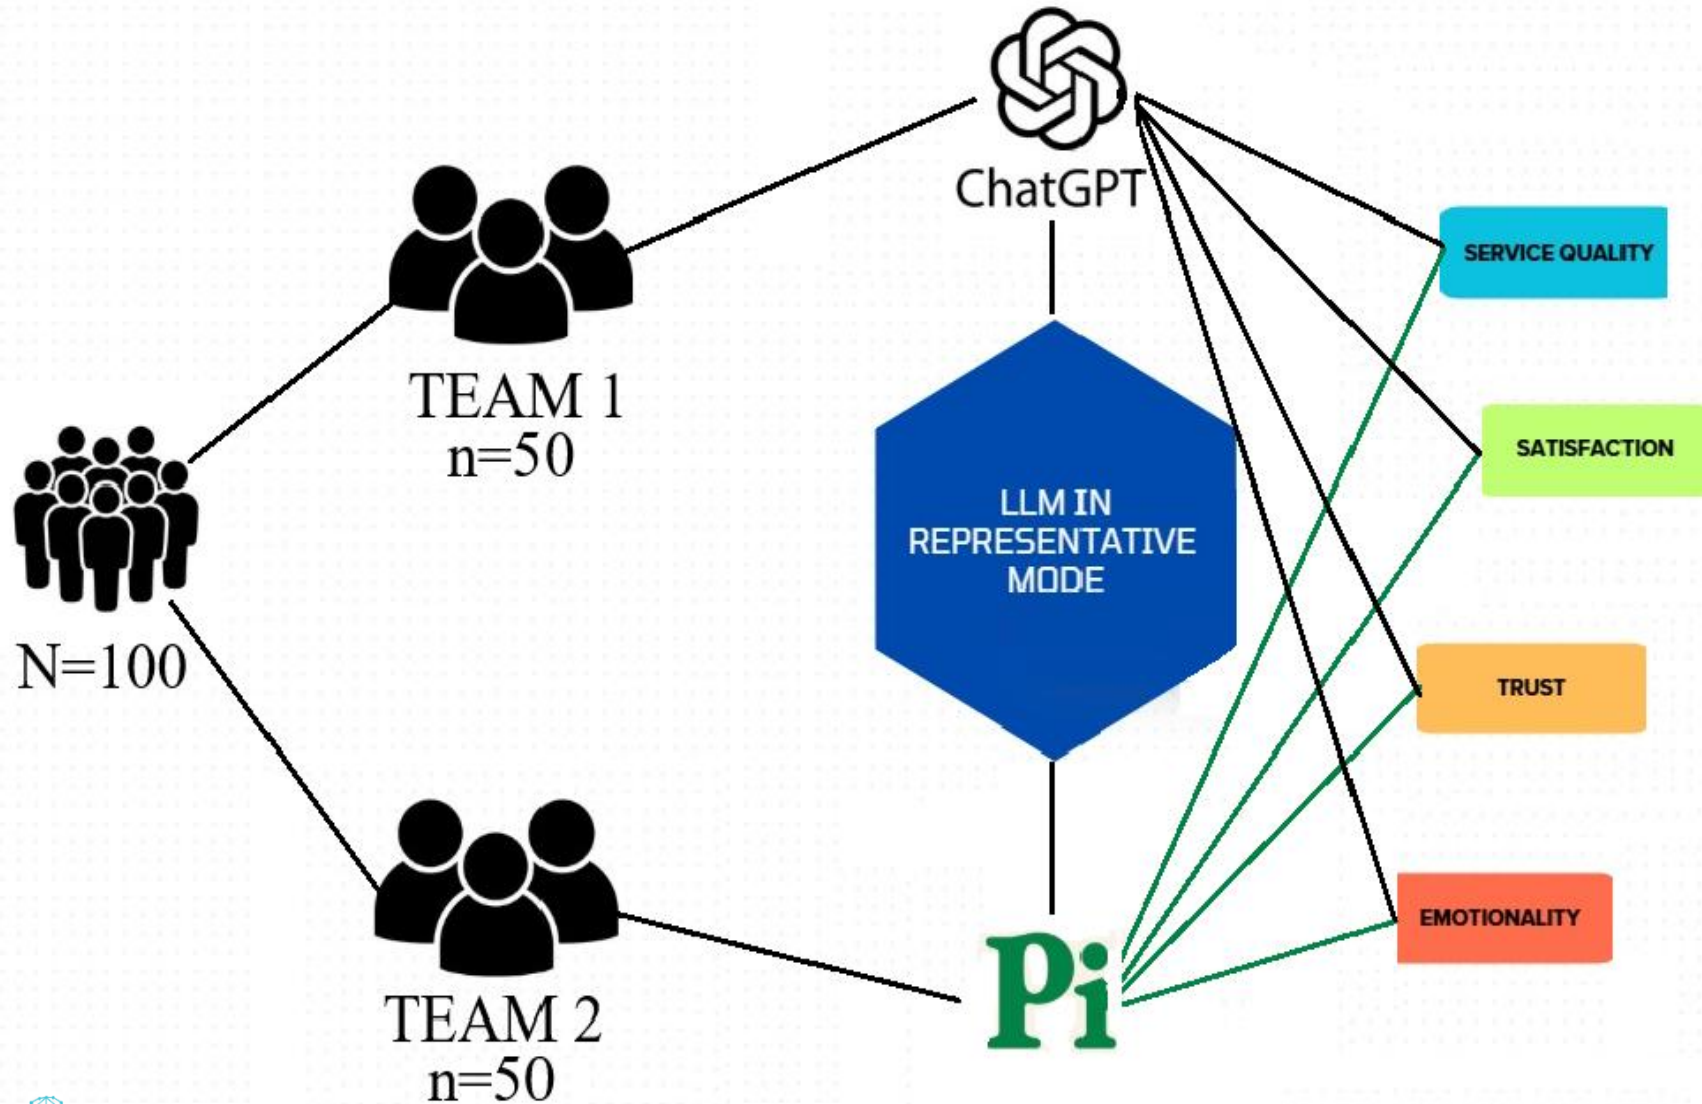 ChatGPT
SERVICE QUALITY
TEAM 1
n=50
SATISFACTION
LLM IN
REPRESENTATIVE
MODE
N=100
TRUST
EMOTIONALITY
Pi
TEAM 2
n=50